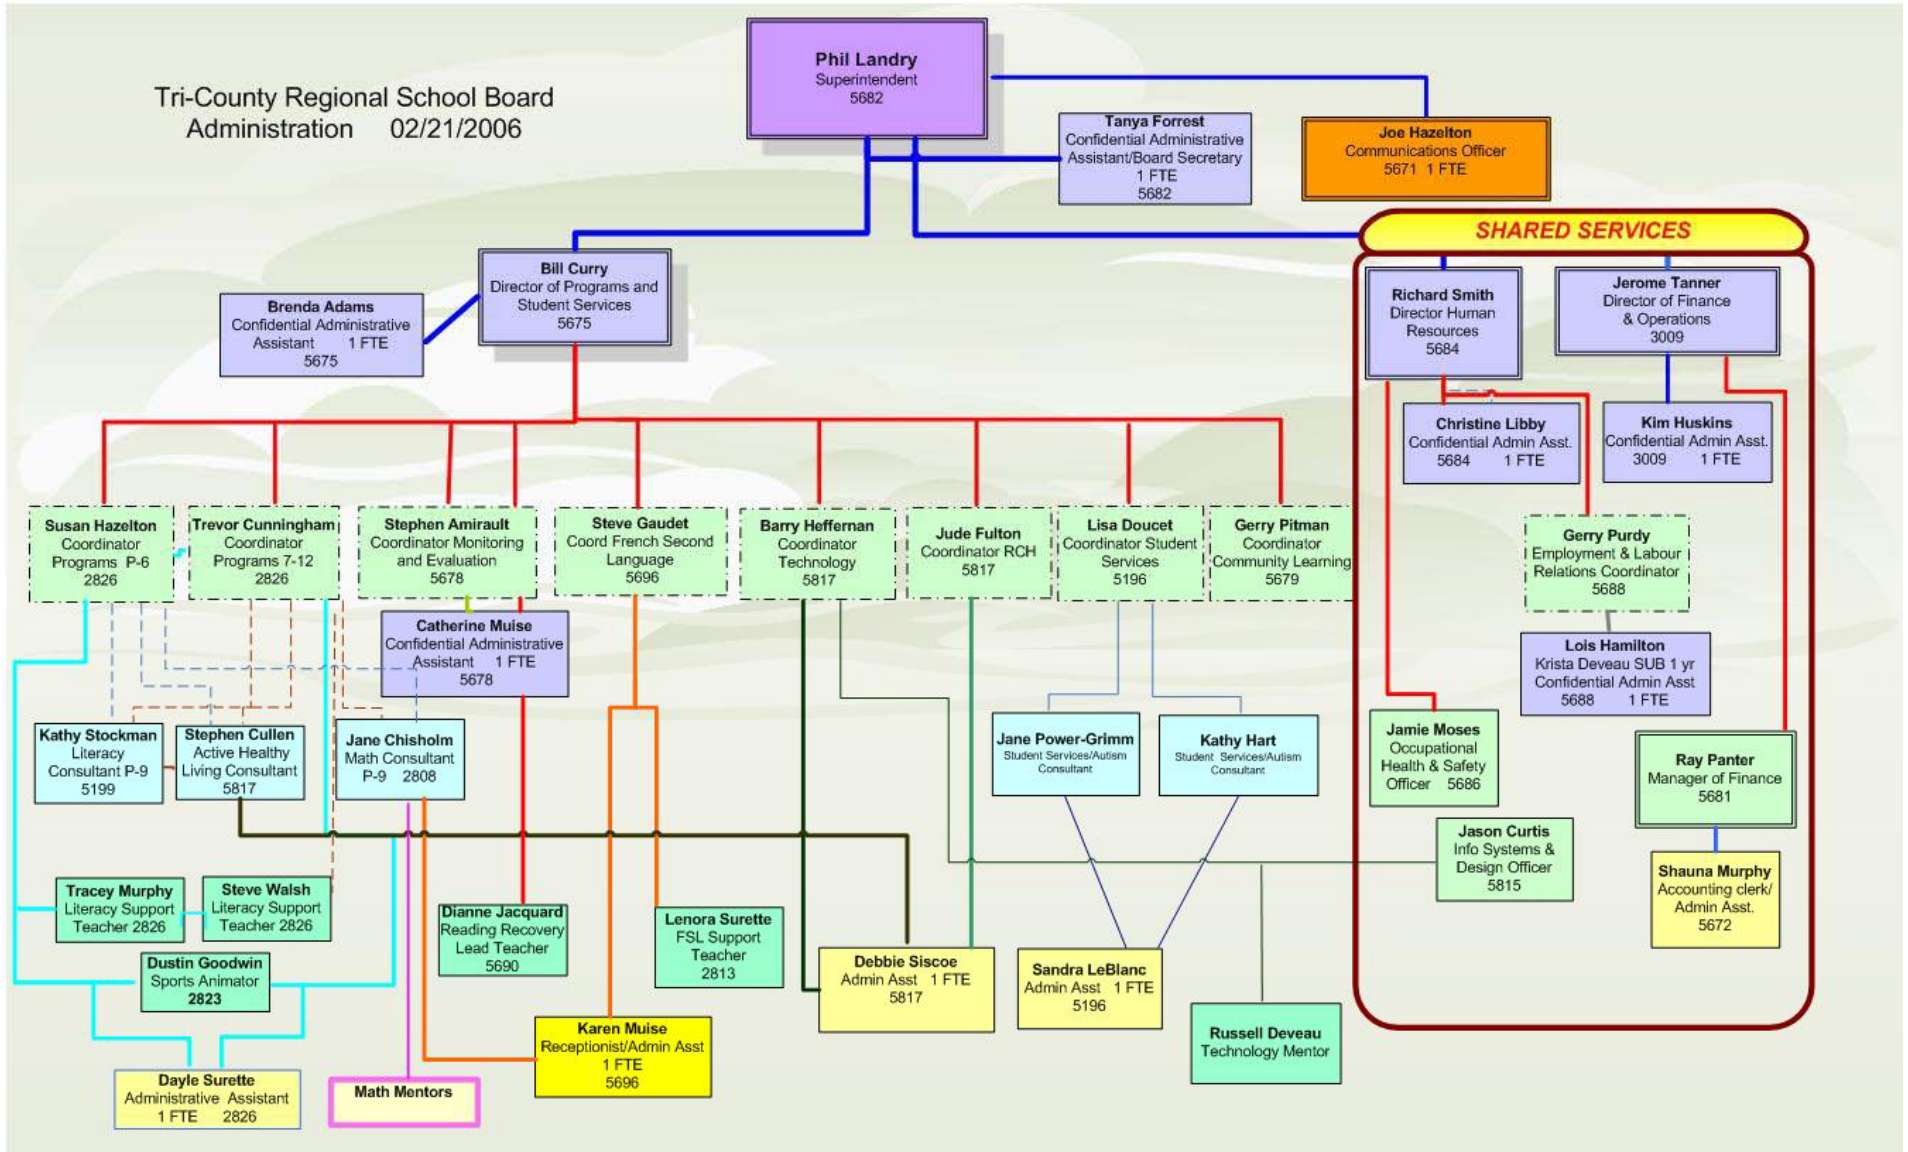 Phil Landry
Superintendent
5682
Tri-County Regional School Board
Administration 02/21/2006
Tanya Forrest
Confidential Administrative
Assistant/Board Secretary
1 FTE
5682
Joe Hazelton
Communications Officer
5671 1 FTE
SHARED SERVICES
Bill Curry
Director of Programs and
Student Services
5675
Brenda Adams
Confidential Administrative
Assistant 1 FTE
5675
Richard Smith
Director Human
Resources
5684
Jerome Tanner
Director of Finance
& Operations
3009
Christine Libby
Confidential Admin Asst.
5684 1 FTE
Kim Huskins
Confidential Admin Asst.
3009 1 FTE
Susan Hazelton
Coordinator
Programs P-6
2826
Trevor Cunningham
Coordinator
Programs 7-12
2826
Stephen Amirault
Coordinator Monitoring
and Evaluation
5678
Steve Gaudet
Coord French Second
Language
5696
Barry Heffernan
Coordinator
Technology
5817
Jude Fulton
Coordinator RCH
5817
Lisa Doucet
Coordinator Student
Services
5196
Gerry Pitman
Coordinator
Community Learning
5679
Gerry Purdy
Employment & Labour
Relations Coordinator
5688
Catherine Muise
Confidential Administrative
Assistant 1 FTE
5678
Lois Hamilton
Krista Deveau SUB 1 yr
Confidential Admin Asst
5688 1 FTE
Kathy Stockman
Literacy
Consultant P-9
5199
Stephen Cullen
Active Healthy
Living Consultant
5817
Jane Chisholm
Math Consultant
P-9 2808
Jane Power-Grimm
Student Services/Autism
Consultant
Kathy Hart
Student Services/Autism
Consultant
Jamie Moses
Occupational
Health & Safety
Officer 5686
Ray Panter
Manager of Finance
5681
Jason Curtis
Info Systems &
Design Officer
5815
Shauna Murphy
Accounting clerk/
Admin Asst.
5672
Tracey Murphy
Literacy Support
Teacher 2826
Steve Walsh
Literacy Support
Teacher 2826
Dianne Jacquard
Reading Recovery
Lead Teacher
5690
Lenora Surette
FSL Support
Teacher
2813
Dustin Goodwin
Sports Animator
2823
Debbie Siscoe
Admin Asst 1 FTE
5817
Sandra LeBlanc
Admin Asst 1 FTE
5196
Karen Muise
Receptionist/Admin Asst
1 FTE
5696
Russell Deveau
Technology Mentor
Dayle Surette
Administrative Assistant
1 FTE 2826
Math Mentors